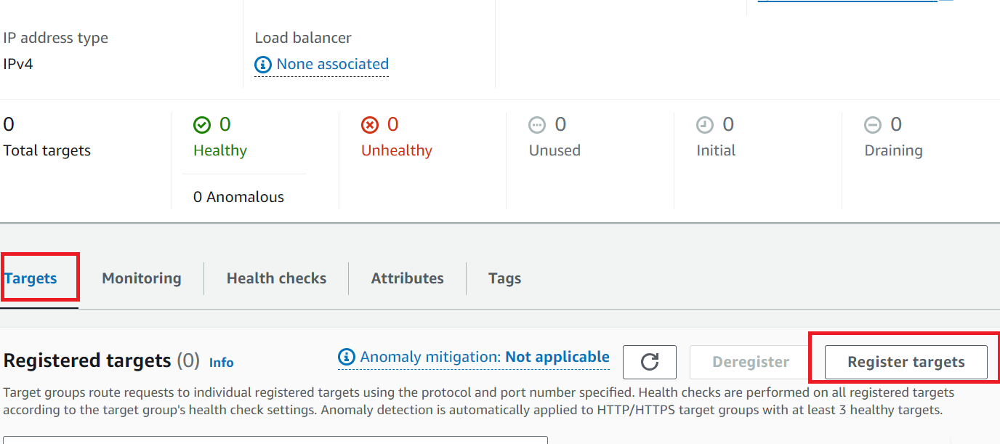 IP address type
Load balancer
IPv4
None associated
0
0
0
0
0
0
Total targets
Healthy
Unhealthy
Unused
Initial
Draining
0 Anomalous
Targets
Monitoring
Health checks
Attributes
Tags
Registered targets (0) Info
Anomaly mitigation: Not applicable
Deregister
Register targets
Target groups route requests to individual registered targets using the protocol and port number specified. Health checks are performed on all registered targets
according to the target group's health check settings. Anomaly detection is automatically applied to HTTP/HTTPS target groups with at least 3 healthy targets.